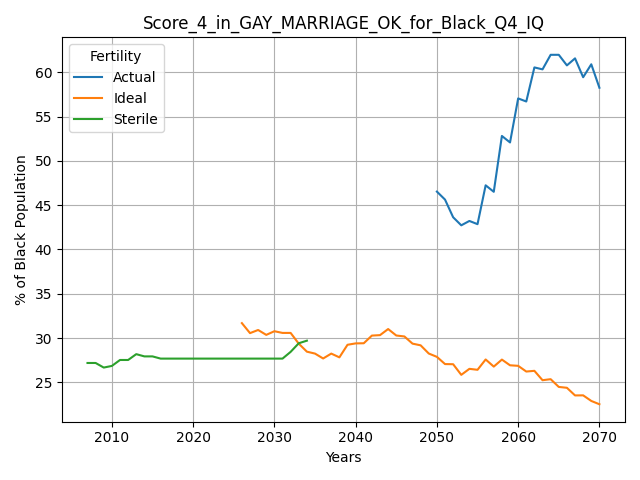 Score_4_in_GAY_MARRIAGE_OK_for_Black_Q4_IQ
Fertility
Actual
Ideal
Sterile
% of Black Population
60
55
50
45
40
35
30
25
2010 2020 2030 2040 2050 2060 2070
Years